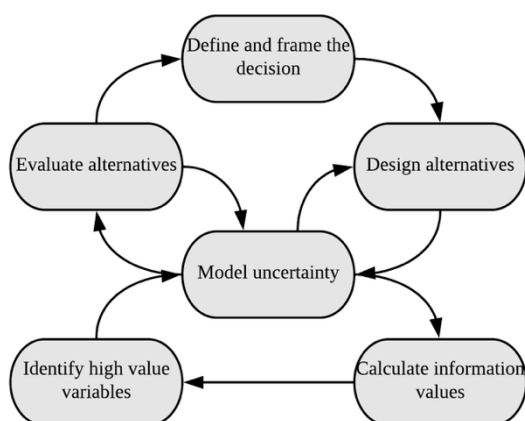 Define and frame the
decision
Evaluate alternatives
Design alternatives
Model uncertainty
Identify high value
variables
Calculate information
values